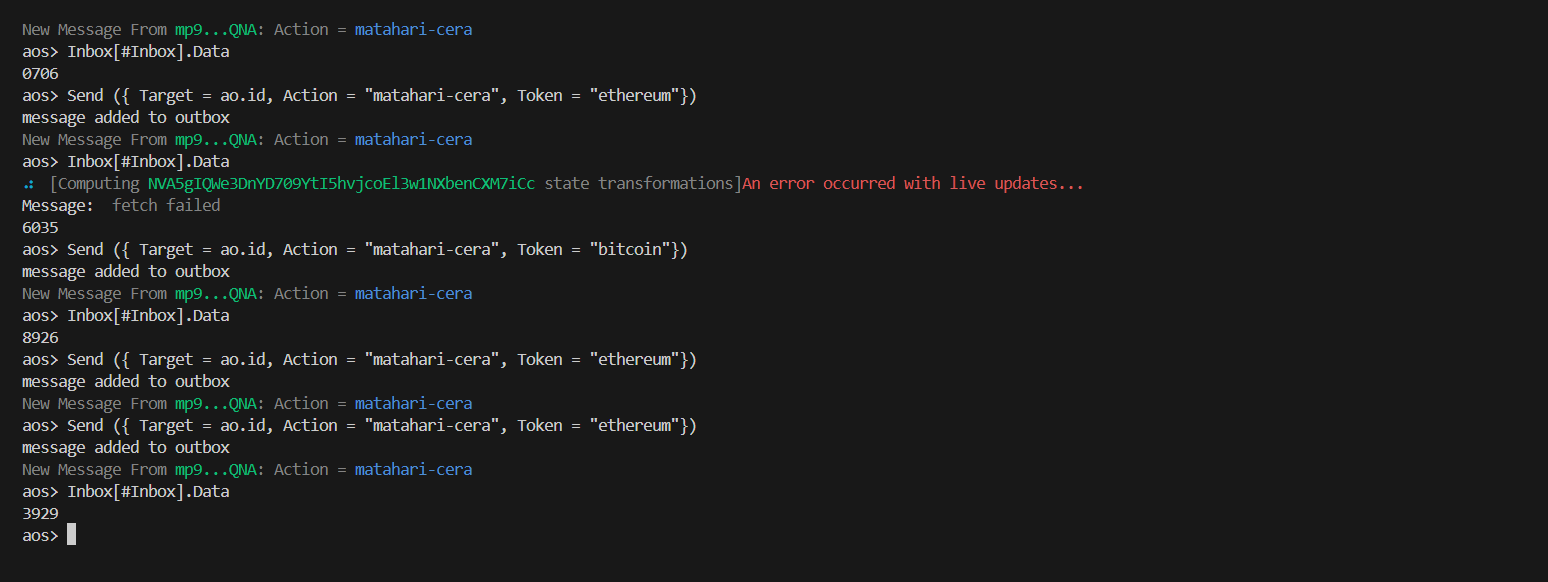 New Message From mp9...QNA: Action = matahari-cera
aos> Inbox[#Inbox].Data
0706
aos> Send ({ Target = ao.id, Action = "matahari-cera", Token = "ethereum"})
message added to outbox
New Message From mp9...QNA: Action = matahari-cera
aos> Inbox[#Inbox].Data
[Computing NVA5gIQWe3DnYD709YtI5hvjcoEl3w1NXbenCXM7iCc state transformations]An error occurred with live updates...
Message:  fetch failed
6035
aos> Send ({ Target = ao.id, Action = "matahari-cera", Token = "bitcoin"})
message added to outbox
New Message From mp9...QNA: Action = matahari-cera
aos> Inbox[#Inbox].Data
8926
aos> Send ({ Target = ao.id, Action = "matahari-cera", Token = "ethereum"})
message added to outbox
New Message From mp9...QNA: Action = matahari-cera
aos> Send ({ Target = ao.id, Action = "matahari-cera", Token = "ethereum"})
message added to outbox
New Message From mp9...QNA: Action = matahari-cera
aos> Inbox[#Inbox].Data
3929
aos>